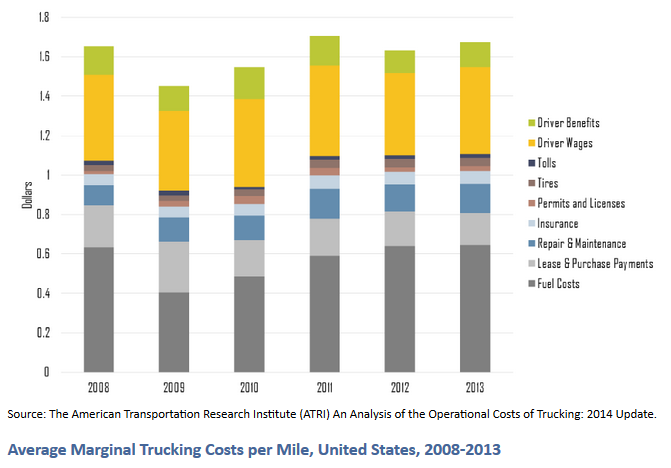 1.8
1.6
1.4
1.2
1
0.8
0.6
0.4
0.2
0
Dollars
2008 2009 2010 2011 2012 2013
Driver Benefits
Driver Wages
Tolls
Tires
Permits and Licenses
Insurance
Repair & Maintenance
Lease & Purchase Payments
Fuel Costs
Source: The American Transportation Research Institute (ATRI) An Analysis of the Operational Costs of Trucking: 2014 Update.
Average Marginal Trucking Costs per Mile, United States, 2008-2013